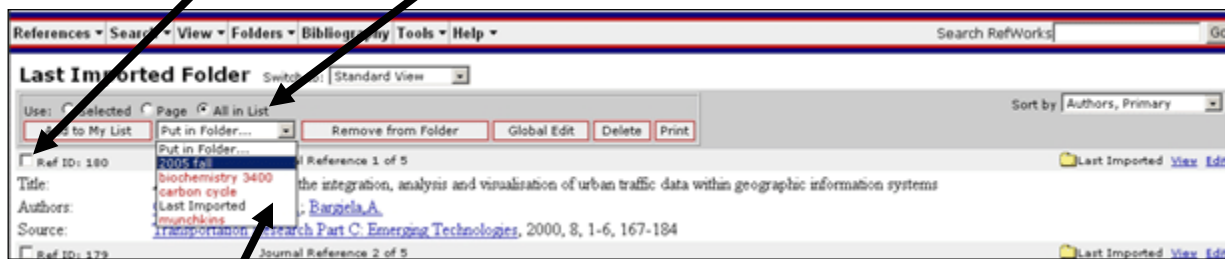 References ▾ Search ▾ View ▾ Folders ▾ Bibliography Tools ▾ Help ▾ Search RefWorks Go
Last Imported Folder Switch to: Standard View
Use: Selected Page All in List Sort by Authors, Primary
Add to My List Put in Folder... Remove from Folder Global Edit Delete Print
Put in Folder...
Ref ID: 180 2005 fall Journal Reference 1 of 5 Last Imported View Edit
biochemistry 3400
Title: the integration, analysis and visualisation of urban traffic data within geographic information systems
carbon cycle
Authors: Last Imported ; Bargiela,A.
munchkins
Source: Transportation Research Part C: Emerging Technologies, 2000, 8, 1-6, 167-184
Ref ID: 179 Journal Reference 2 of 5 Last Imported View Edit